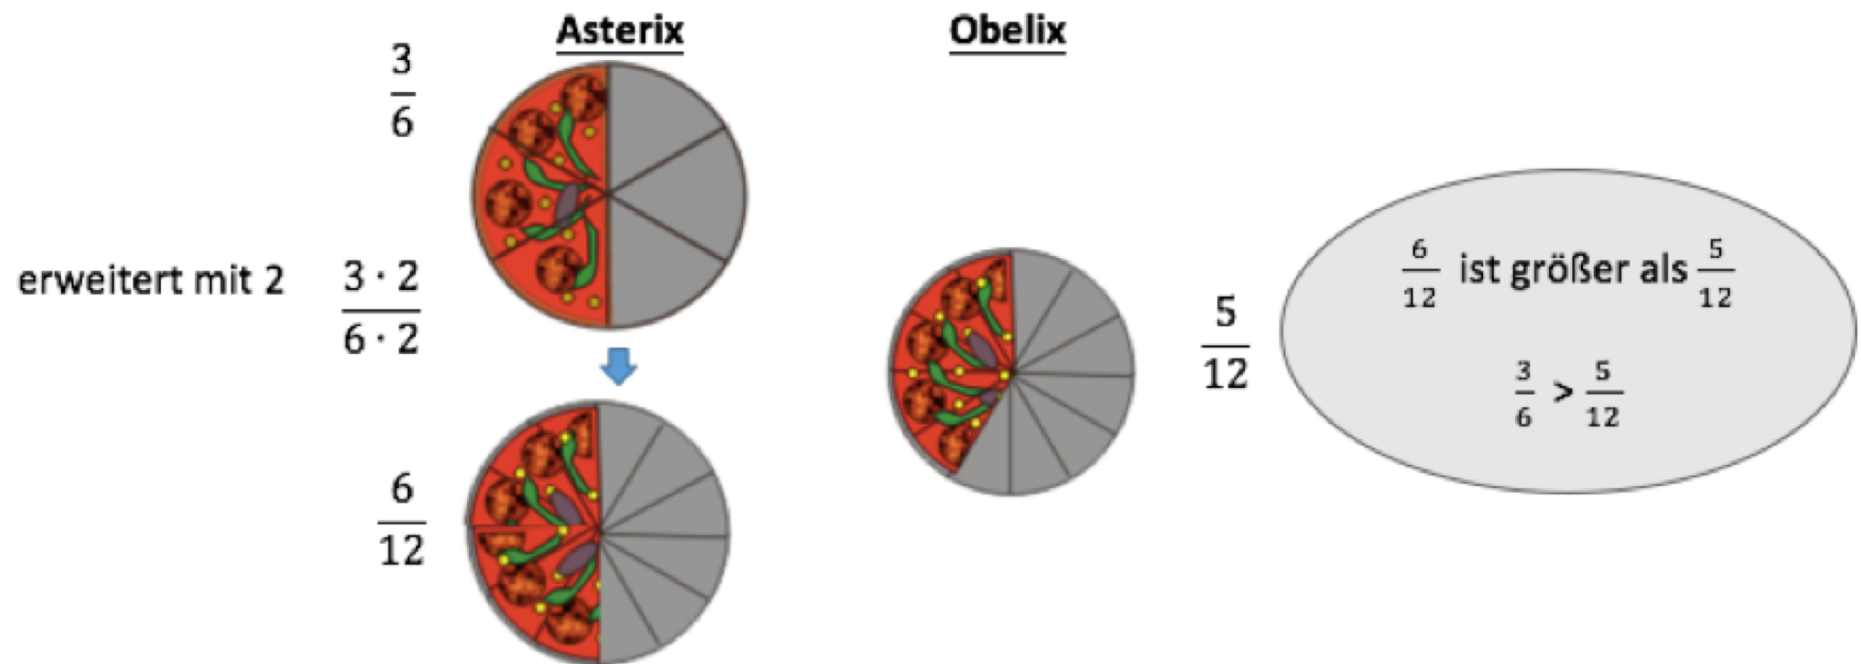 Asterix
Obelix
3/6
erweitert mit 2 3 · 2/6 · 2
6/12
5/12
6/12 ist größer als 5/12
3/6 > 5/12